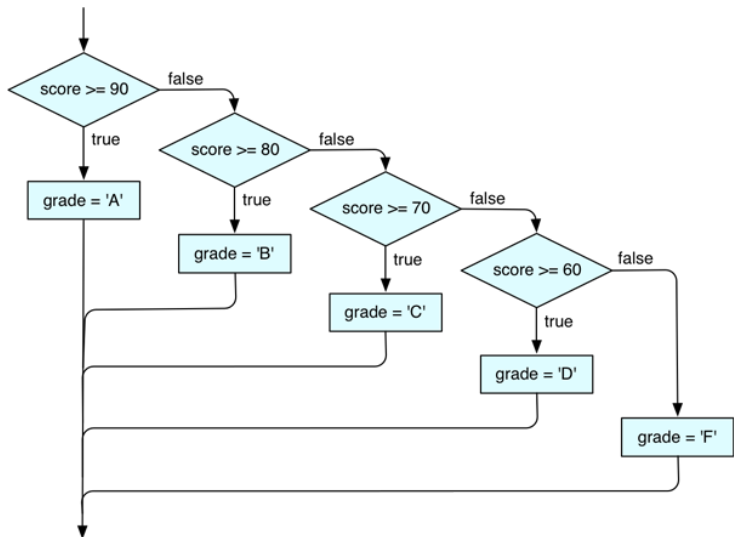 score >= 90
false
true
score >= 80
false
grade = 'A'
true
score >= 70
false
grade = 'B'
true
score >= 60
false
grade = 'C'
true
grade = 'D'
grade = 'F'